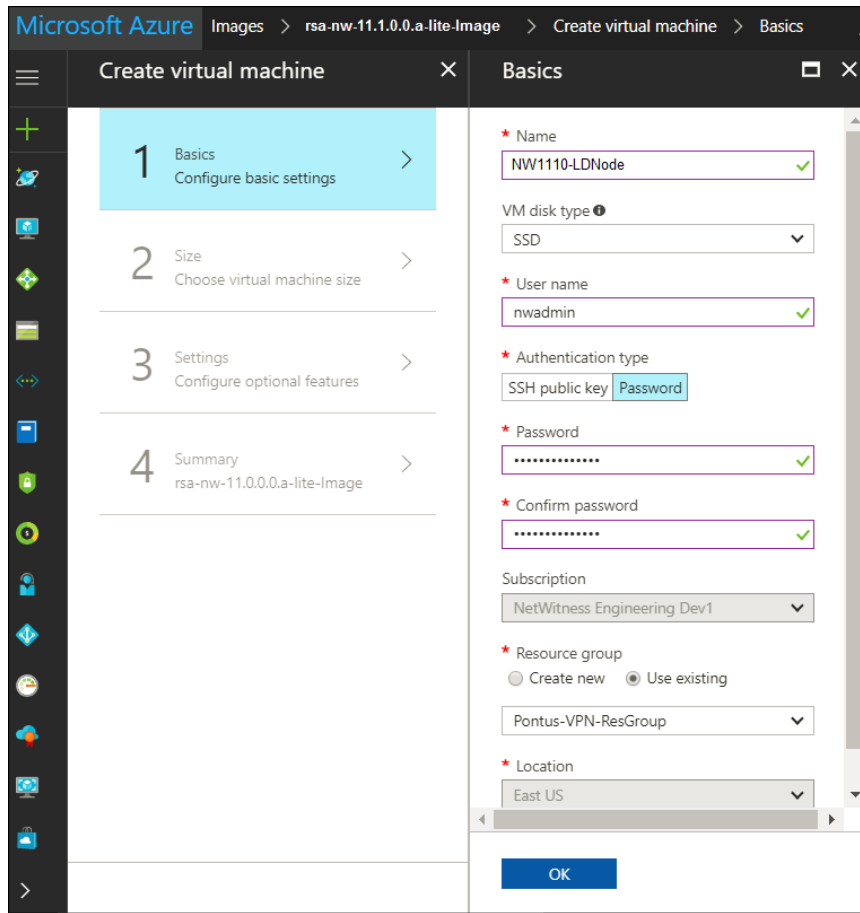 Microsoft Azure Images > rsa-nw-11.1.0.0.a-lite-Image > Create virtual machine > Basics
Create virtual machine
1 Basics
Configure basic settings
2 Size
Choose virtual machine size
3 Settings
Configure optional features
4 Summary
rsa-nw-11.0.0.0.a-lite-Image
Basics
* Name
NW1110-LDNode
VM disk type
SSD
* User name
nwadmin
* Authentication type
SSH public key Password
* Password
••••••••••••••
* Confirm password
••••••••••••••
Subscription
NetWitness Engineering Dev1
* Resource group
Create new Use existing
Pontus-VPN-ResGroup
* Location
East US
OK